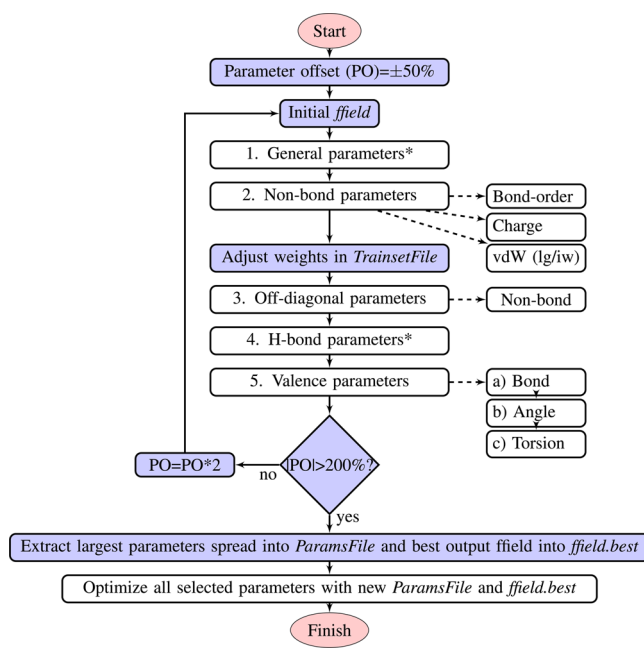 Start
Parameter offset (PO)=±50%
Initial ffield
1. General parameters*
2. Non-bond parameters
Bond-order
Charge
vdW (lg/iw)
Adjust weights in TrainsetFile
3. Off-diagonal parameters
Non-bond
4. H-bond parameters*
5. Valence parameters
a) Bond
b) Angle
c) Torsion
|PO|>200%?
no
PO=PO*2
yes
Extract largest parameters spread into ParamsFile and best output ffield into ffield.best
Optimize all selected parameters with new ParamsFile and ffield.best
Finish